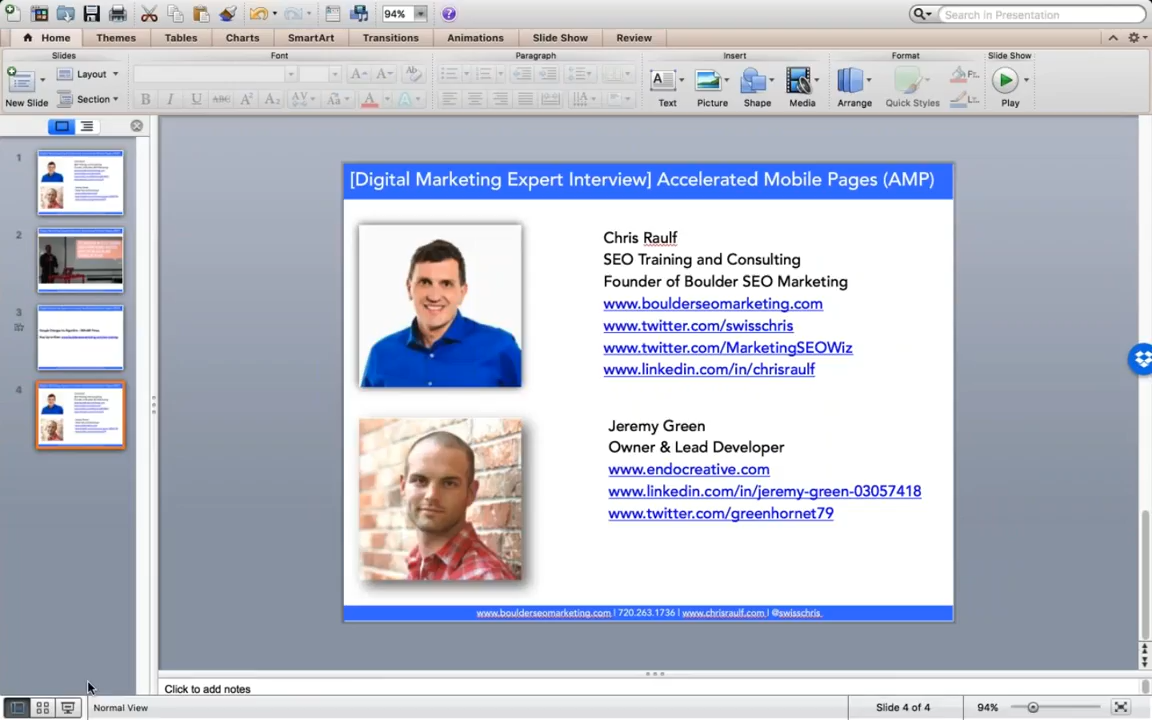 94%
Search in Presentation
Home Themes Tables Charts SmartArt Transitions Animations Slide Show Review
Slides Font Paragraph Insert Format Slide Show
New Slide Layout Section Text Picture Shape Media Arrange Quick Styles Play
1
2
3
4
[Digital Marketing Expert Interview] Accelerated Mobile Pages (AMP)
Chris Raulf
SEO Training and Consulting
Founder of Boulder SEO Marketing
www.boulderseomarketing.com
www.twitter.com/swisschris
www.twitter.com/MarketingSEOWiz
www.linkedin.com/in/chrisraulf
Jeremy Green
Owner & Lead Developer
www.endocreative.com
www.linkedin.com/in/jeremy-green-03057418
www.twitter.com/greenhornet79
www.boulderseomarketing.com | 720.263.1736 | www.chrisraulf.com | @swisschris
Click to add notes
Normal View Slide 4 of 4 94%